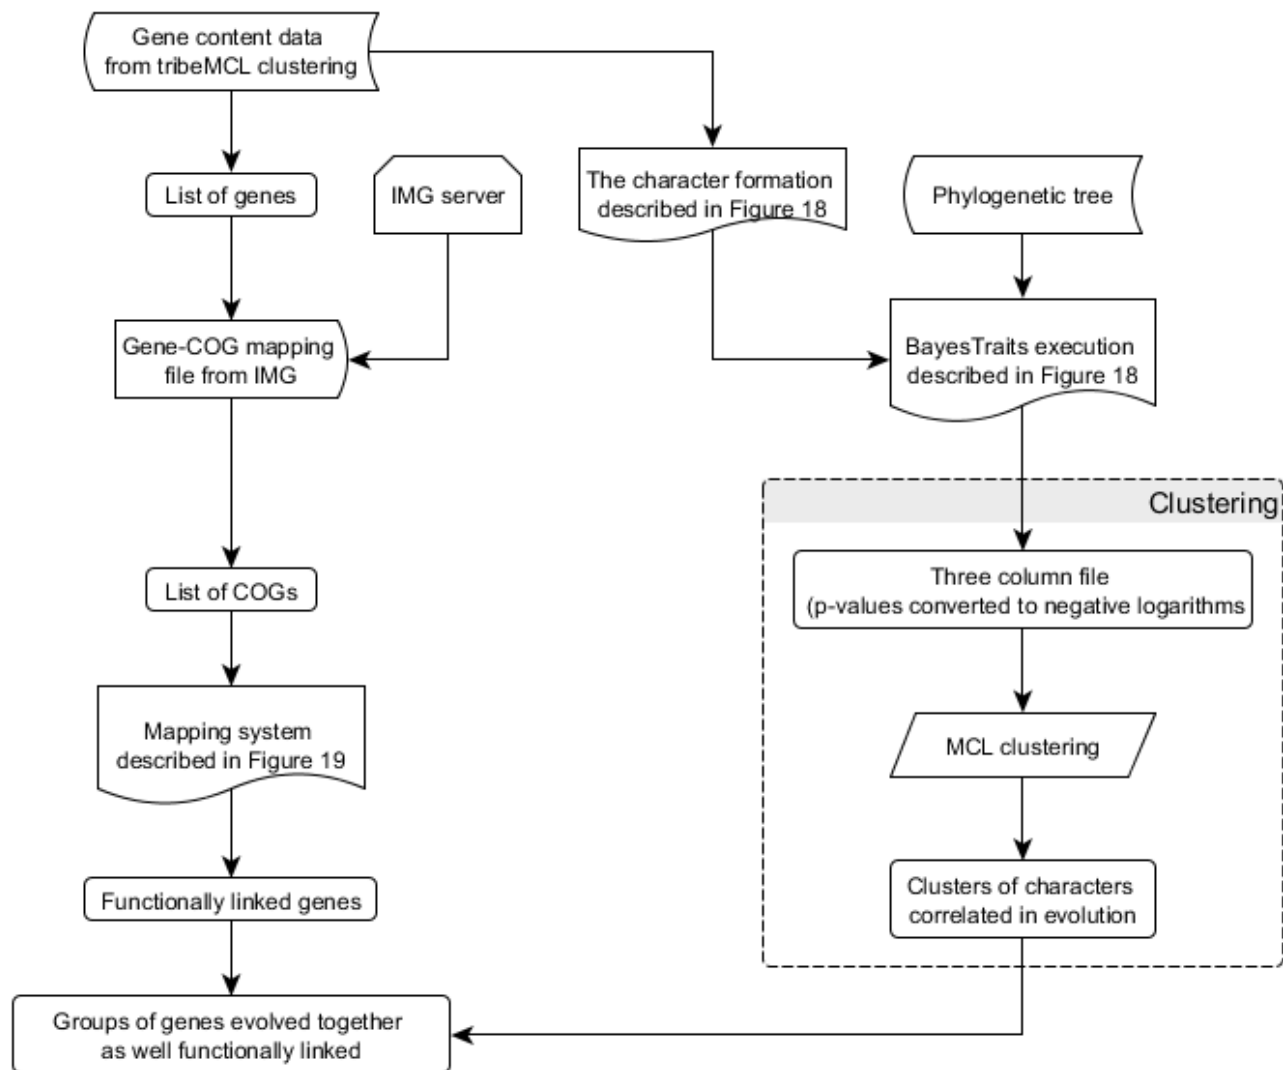 Gene content data
from tribeMCL clustering
List of genes
IMG server
The character formation
described in Figure 18
Phylogenetic tree
Gene-COG mapping
file from IMG
BayesTraits execution
described in Figure 18
Clustering
Three column file
(p-values converted to negative logarithms
List of COGs
Mapping system
described in Figure 19
MCL clustering
Functionally linked genes
Clusters of characters
correlated in evolution
Groups of genes evolved together
as well functionally linked